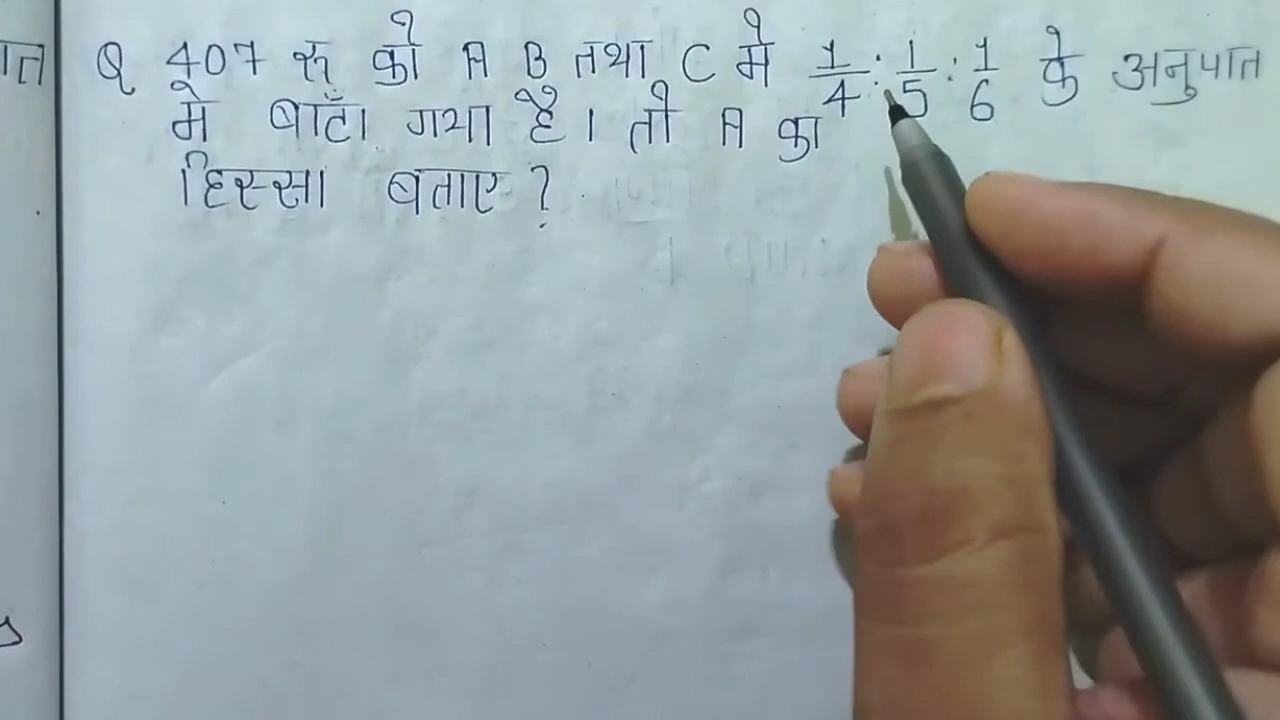 Q 407 रू को A B तथा C मे 1/4 : 1/5 : 1/6 के अनुपात
मे बाँटा गया है। तो A का
हिस्सा बताए ?